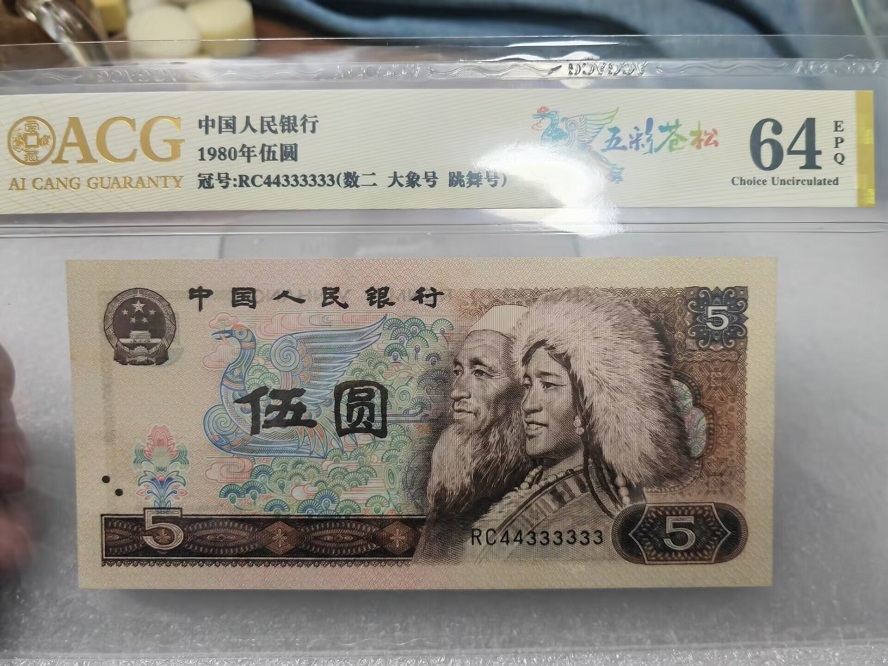 ACG
AI CANG GUARANTY
中国人民银行
1980年伍圆
冠号:RC44333333(数二 大象号 跳舞号)
五彩苍松
64
EPQ
Choice Uncirculated
中国人民银行
5
伍圆
5
RC44333333
5